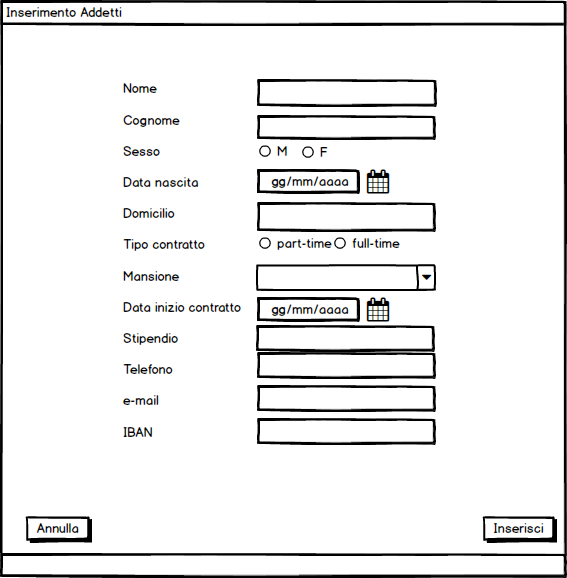 Inserimento Addetti
Nome
Cognome
Sesso M F
Data nascita gg/mm/aaaa
Domicilio
Tipo contratto part-time full-time
Mansione
Data inizio contratto gg/mm/aaaa
Stipendio
Telefono
e-mail
IBAN
Annulla Inserisci